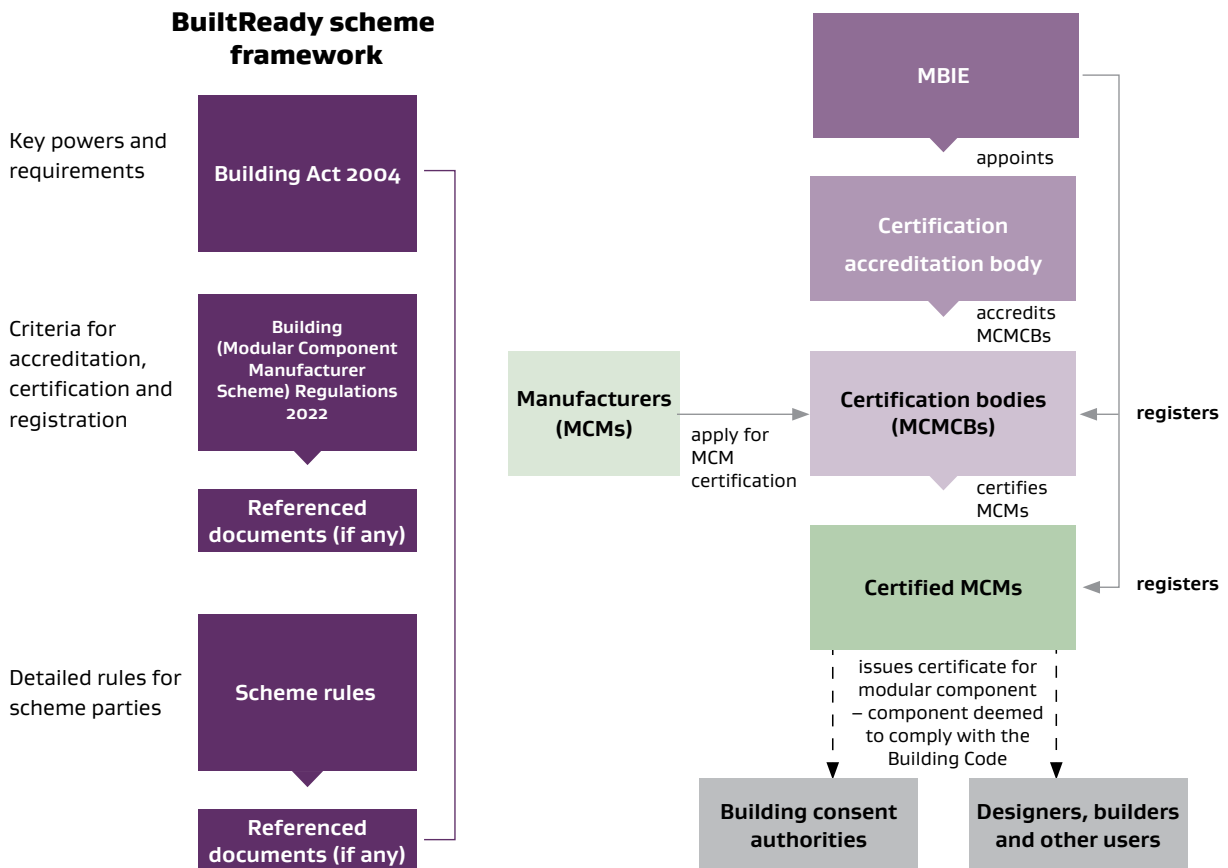 BuiltReady scheme
framework
Key powers and
requirements
Building Act 2004
Criteria for
accreditation,
certification and
registration
Building
(Modular Component
Manufacturer
Scheme) Regulations
2022
Referenced
documents (if any)
Detailed rules for
scheme parties
Scheme rules
Referenced
documents (if any)
MBIE
appoints
Certification
accreditation body
accredits
MCMCBs
Manufacturers
(MCMs)
apply for
MCM
certification
Certification bodies
(MCMCBs)
registers
certifies
MCMs
Certified MCMs
registers
issues certificate for
modular component
– component deemed
to comply with the
Building Code
Building consent
authorities
Designers, builders
and other users